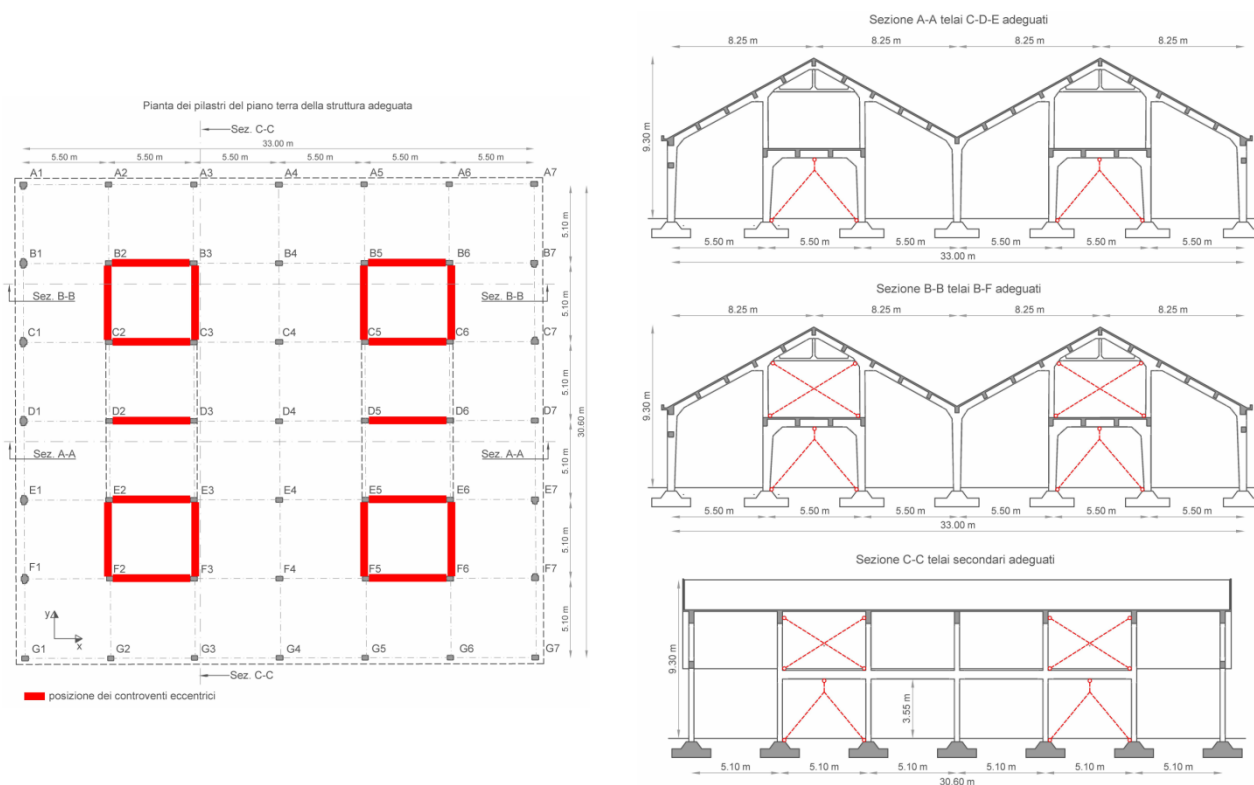 Pianta dei pilastri del piano terra della struttura adeguata
Sez. C-C
33.00 m
5.50 m 5.50 m 5.50 m 5.50 m 5.50 m 5.50 m
A1 A2 A3 A4 A5 A6 A7
5.10 m
B1 B2 B3 B4 B5 B6 B7
Sez. B-B Sez. B-B
5.10 m
C1 C2 C3 C4 C5 C6 C7
5.10 m
D1 D2 D3 D4 D5 D6 D7
30.60 m
Sez. A-A Sez. A-A
5.10 m
E1 E2 E3 E4 E5 E6 E7
5.10 m
F1 F2 F3 F4 F5 F6 F7
y
x
5.10 m
G1 G2 G3 G4 G5 G6 G7
Sez. C-C
posizione dei controventi eccentrici
Sezione A-A telai C-D-E adeguati
8.25 m 8.25 m 8.25 m 8.25 m
9.30 m
5.50 m 5.50 m 5.50 m 5.50 m 5.50 m 5.50 m
33.00 m
Sezione B-B telai B-F adeguati
8.25 m 8.25 m 8.25 m 8.25 m
9.30 m
5.50 m 5.50 m 5.50 m 5.50 m 5.50 m 5.50 m
33.00 m
Sezione C-C telai secondari adeguati
9.30 m
3.55 m
5.10 m 5.10 m 5.10 m 5.10 m 5.10 m 5.10 m
30.60 m